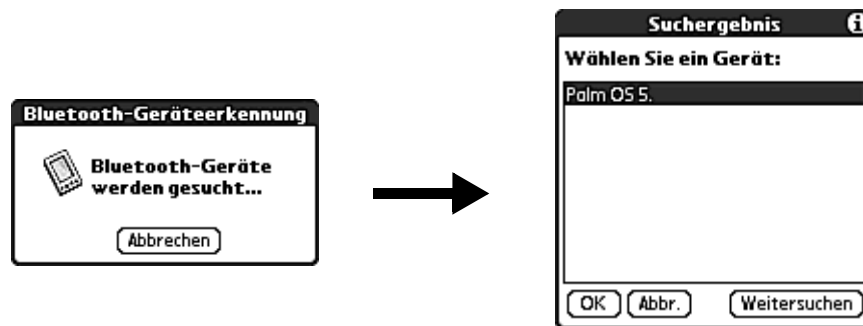 Bluetooth-Geräteerkennung
Bluetooth-Geräte
werden gesucht...
Abbrechen
Suchergebnis
Wählen Sie ein Gerät:
Palm OS 5.
OK Abbr. Weitersuchen